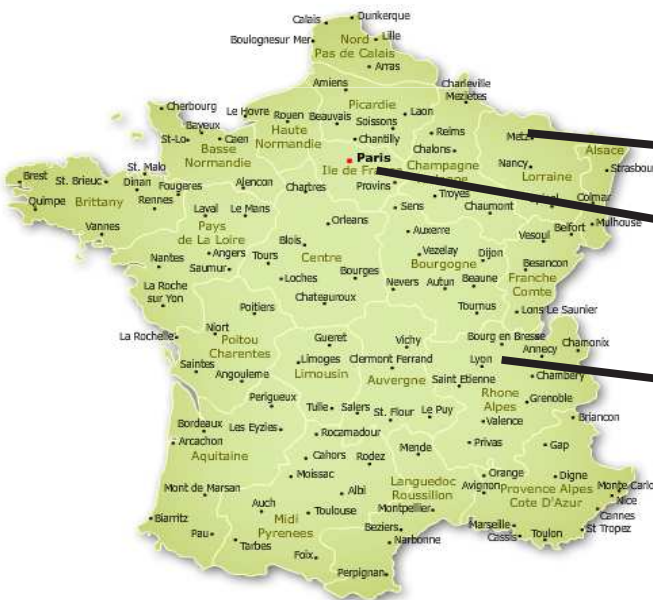 Calais
Dunkerque
Boulognesur Mer
Nord
Lille
Pas de Calais
Arras
Amiens
Charleville
Mezietes
Cherbourg
Picardie
Le Hovre
Rouen
Beauvais
Laon
Soissons
Bayeux
Haute
Normandie
Reims
Metz
St-Lo
Caen
Chantilly
Basse
Normandie
Paris
Chalons
Alsace
Ile de
Champagne
Nancy
Lorraine
Strasbou
St. Malo
Brest
St. Brieuc
Dinan
Fougeres
Alencon
Chartres
Provins
Troyes
Colmar
Quimpe
Brittany
Rennes
Laval
Le Mans
Sens
Chaumont
Mulhouse
Orleans
Vannes
Pays
de La Loire
Auxerre
Belfort
Blois
Vesoul
Nantes
Angers
Tours
Centre
Vezelay
Dijon
Besancon
Saumur
Bourgogne
Loches
Bourges
Nevers
Autun
Beaune
Franche
Comte
La Roche
sur Yon
Chateauroux
Poitiers
Tournus
Lons Le Saunier
La Rochelle
Niort
Poitou
Charentes
Gueret
Vichy
Bourg en Bresse
Chamonix
Annecy
Saintes
Limoges
Clermont Ferrand
Lyon
Limousin
Angouleme
Auvergne
Saint Etienne
Chambery
Rhone
Alpes
Grenoble
Perigueux
Tulle
Salers
St. Flour
Le Puy
Valence
Briancon
Bordeaux
Les Eyzies
Rocamadour
Arcachon
Mende
Privas
Gap
Aquitaine
Cahors
Rodez
Moissac
Orange
Digne
Mont de Marsan
Albi
Languedoc
Roussillon
Avignon
Provence Alpes
Cote D'Azur
Monte Carlo
Nice
Auch
Toulouse
Montpellier
Cannes
Biarritz
Midi
Pyrenees
Marseille
St Tropez
Pau
Beziers
Cassis
Toulon
Tarbes
Narbonne
Foix
Perpignan